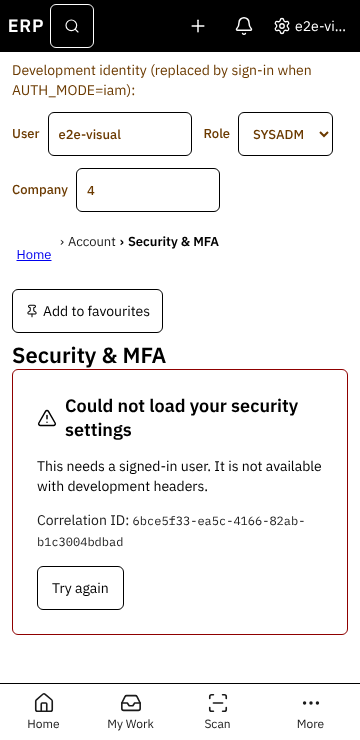 ERP
e2e-vi...
Development identity (replaced by sign-in when
AUTH_MODE=iam):
User e2e-visual Role SYSADM
Company 4
Home › Account › Security & MFA
Add to favourites
Security & MFA
Could not load your security
settings
This needs a signed-in user. It is not available
with development headers.
Correlation ID: 6bce5f33-ea5c-4166-82ab-
b1c3004bdbad
Try again
Home My Work Scan More